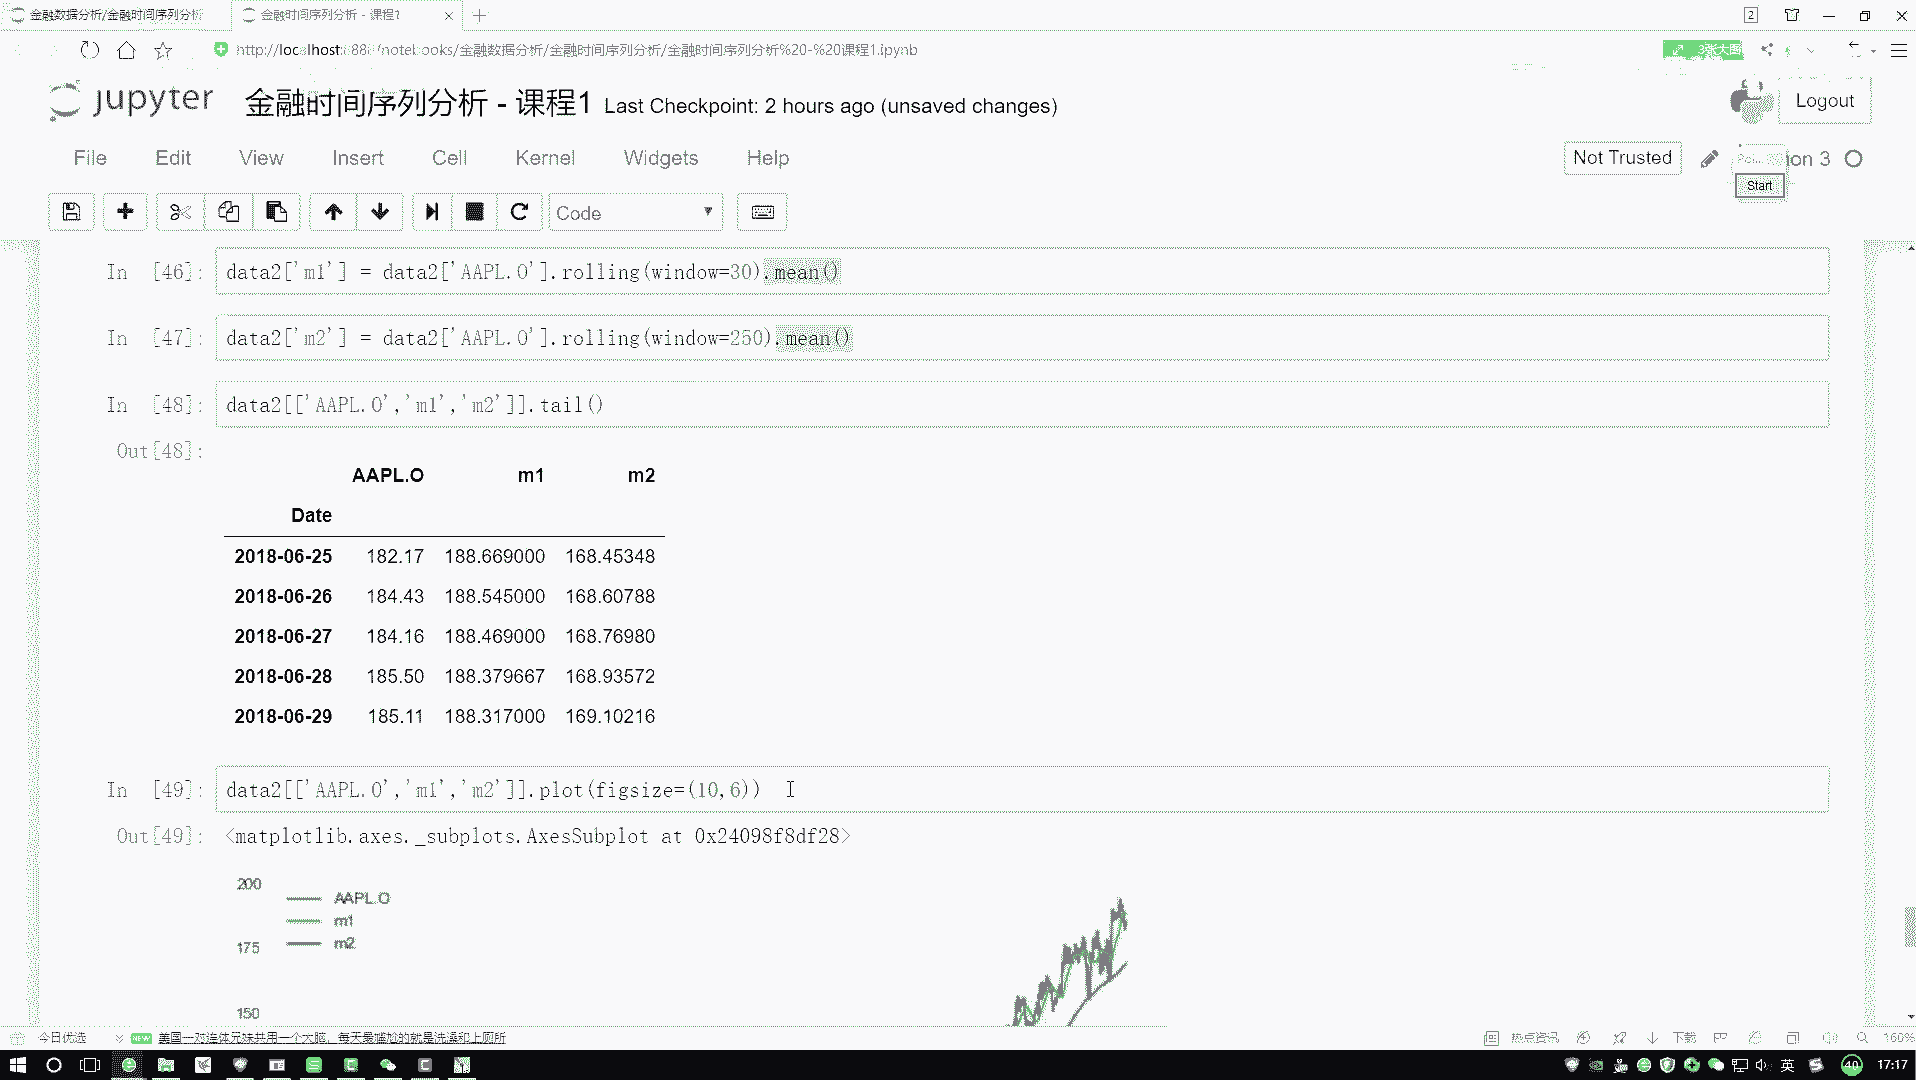 金融数据分析/金融时间序列分析
金融时间序列分析 - 课程1
2
http://localhost:888/notebooks/金融数据分析/金融时间序列分析/金融时间序列分析%20-%20课程1.ipynb
3张大图
jupyter
金融时间序列分析 - 课程1 Last Checkpoint: 2 hours ago (unsaved changes)
Logout
File Edit View Insert Cell Kernel Widgets Help
Not Trusted
ion 3
Start
Code
In [46]: data2['m1'] = data2['AAPL.O'].rolling(window=30).mean()
In [47]: data2['m2'] = data2['AAPL.O'].rolling(window=250).mean()
In [48]: data2[['AAPL.O','m1','m2']].tail()
Out[48]:
AAPL.O m1 m2
Date
2018-06-25 182.17 188.669000 168.45348
2018-06-26 184.43 188.545000 168.60788
2018-06-27 184.16 188.469000 168.76980
2018-06-28 185.50 188.379667 168.93572
2018-06-29 185.11 188.317000 169.10216
In [49]: data2[['AAPL.O','m1','m2']].plot(figsize=(10,6))
Out[49]: <matplotlib.axes._subplots.AxesSubplot at 0x24098f8df28>
200
AAPL.O
m1
m2
175
150
今日优选
NEW
美国一对连体兄妹共用一个大脑，每天最尴尬的就是洗澡和上厕所
热点资讯
下载
160%
英
40
17:17